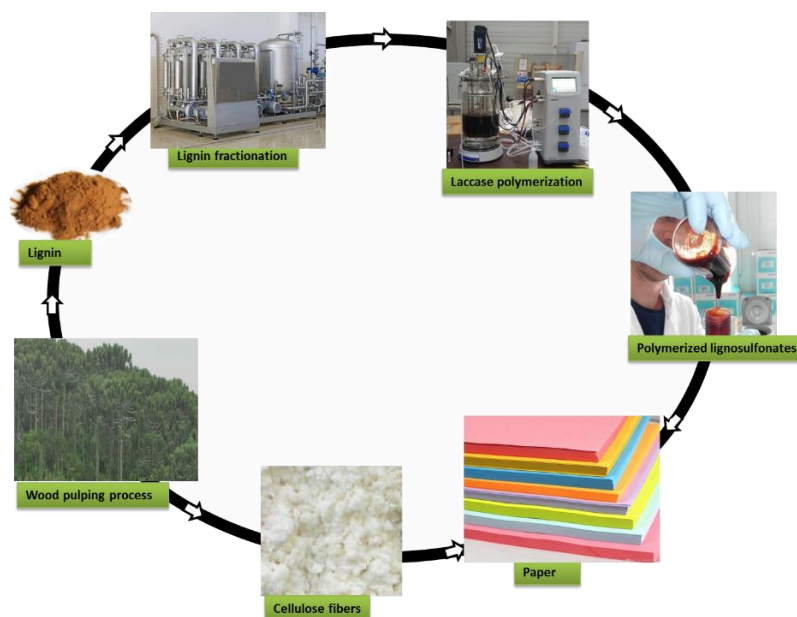 Lignin fractionation
Laccase polymerization
Lignin
Polymerized lignosulfonates
Wood pulping process
Paper
Cellulose fibers